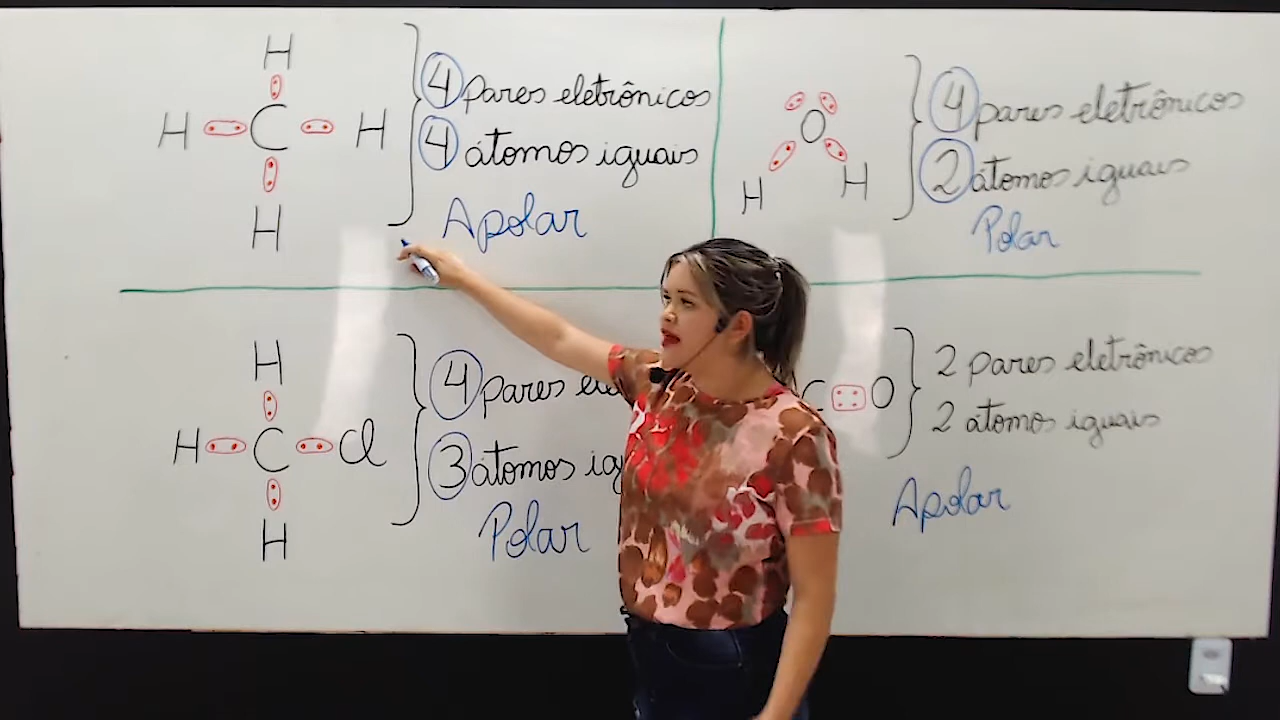 H
H C H
H
4 pares eletrônicos
4 átomos iguais
Apolar
O
H H
4 pares eletrônicos
2 átomos iguais
Polar
H
H C Cl
H
4 pares
3 átomos
Polar
C O
2 pares eletrônicos
2 atomos iguais
Apolar